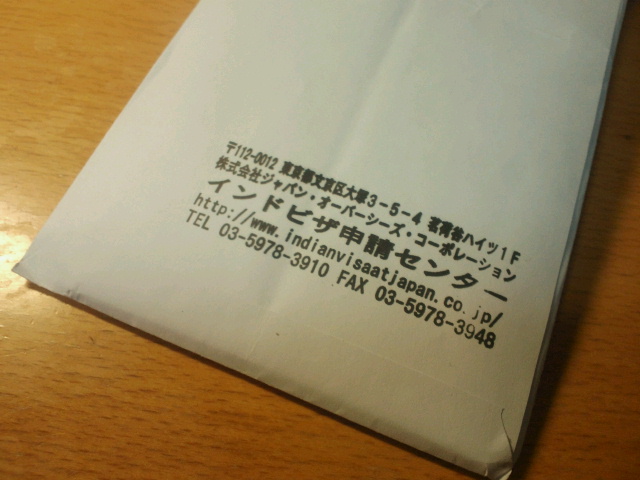 〒112-0012 東京都文京区大塚3-5-4 茗荷谷ハイツ1F
株式会社ジャパン・オーバーシーズ・コーポレーション
インドビザ申請センター
http://www.indianvisaatjapan.co.jp/
TEL 03-5978-3910 FAX 03-5978-3948